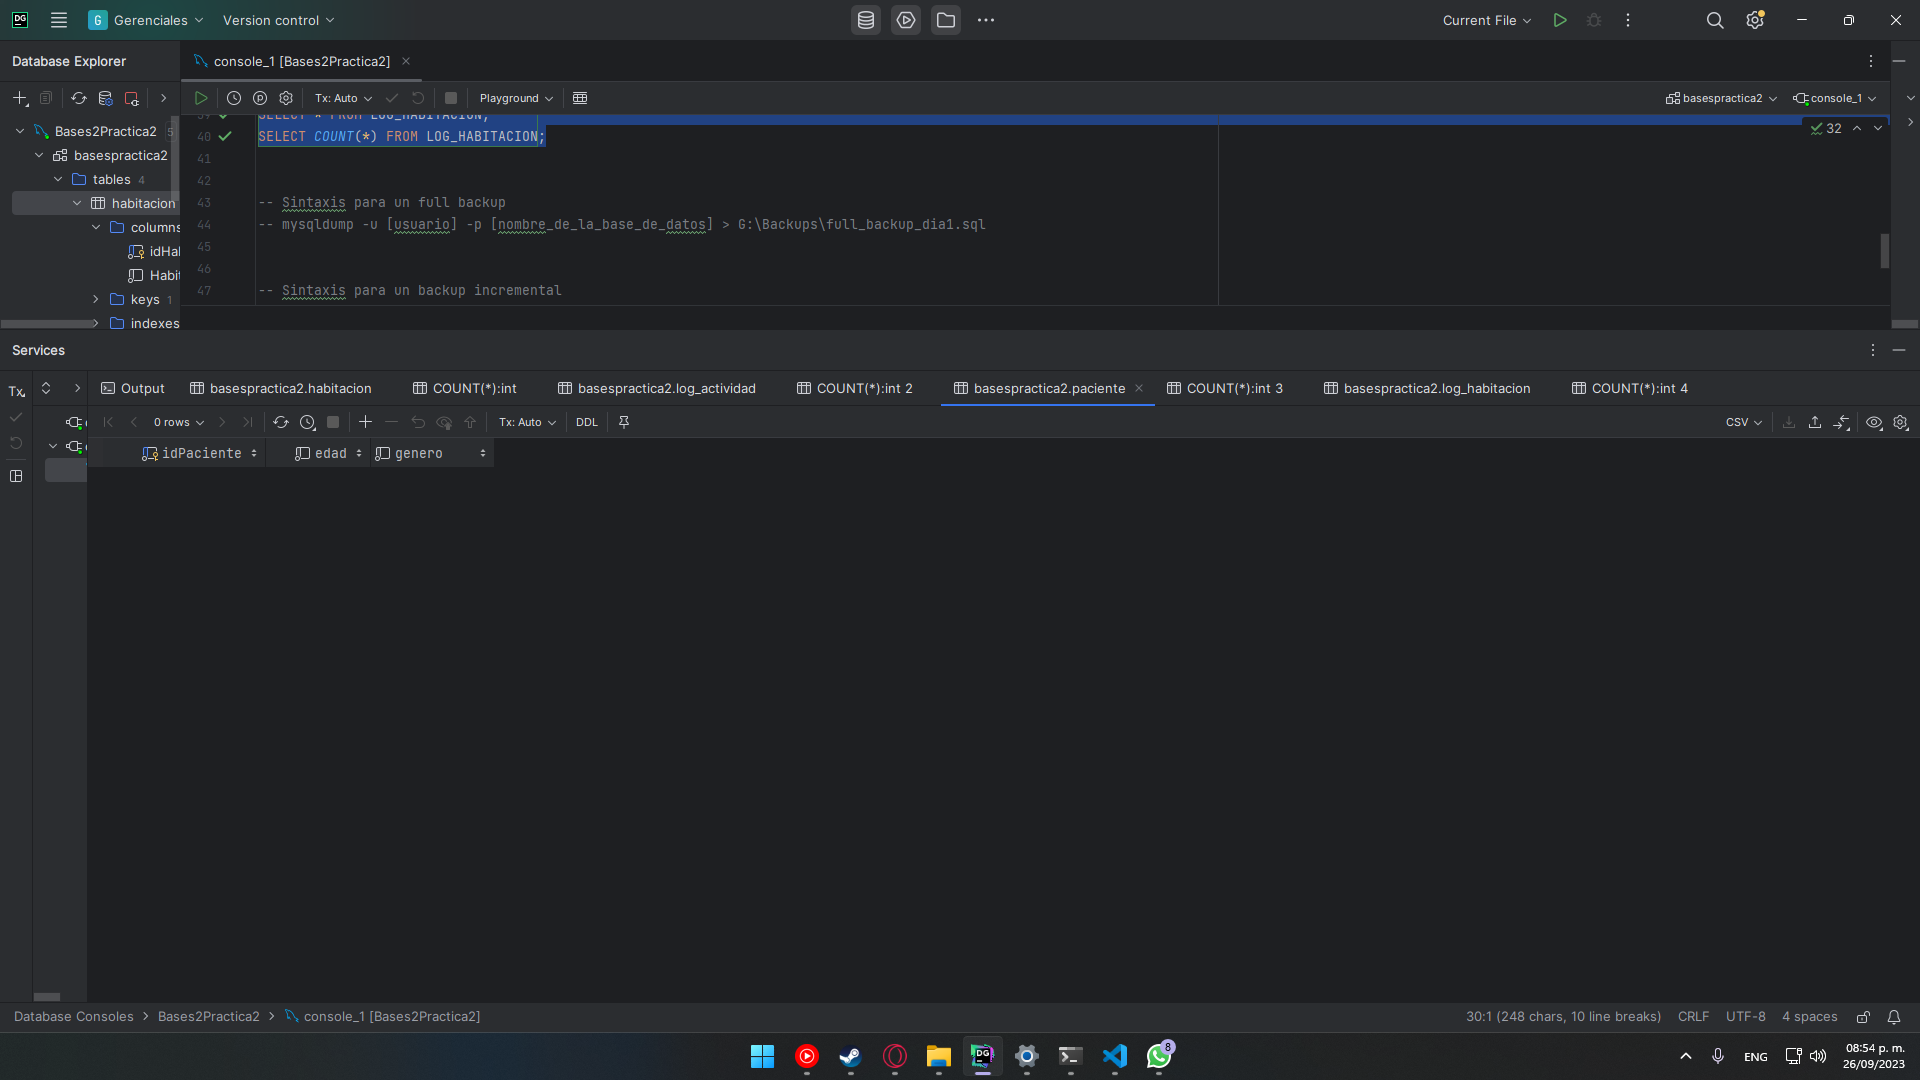 DG
G Gerenciales
Version control
Current File
Database Explorer
console_1 [Bases2Practica2]
Tx: Auto
Playground
basespractica2
console_1
Bases2Practica2 5
basespractica2
tables 4
habitacion
columns
idHal
Habit
keys 1
indexes
39 SELECT * FROM LOG_HABITACION;
40 SELECT COUNT(*) FROM LOG_HABITACION;
41
42
43 -- Sintaxis para un full backup
44 -- mysqldump -u [usuario] -p [nombre_de_la_base_de_datos] > G:\Backups\full_backup_dia1.sql
45
46
47 -- Sintaxis para un backup incremental
32
Services
Tx
Output
basespractica2.habitacion
COUNT(*):int
basespractica2.log_actividad
COUNT(*):int 2
basespractica2.paciente
COUNT(*):int 3
basespractica2.log_habitacion
COUNT(*):int 4
0 rows
Tx: Auto
DDL
CSV
idPaciente
edad
genero
Database Consoles > Bases2Practica2 > console_1 [Bases2Practica2]
30:1 (248 chars, 10 line breaks)
CRLF
UTF-8
4 spaces
DG
8
ENG
08:54 p. m.
26/09/2023